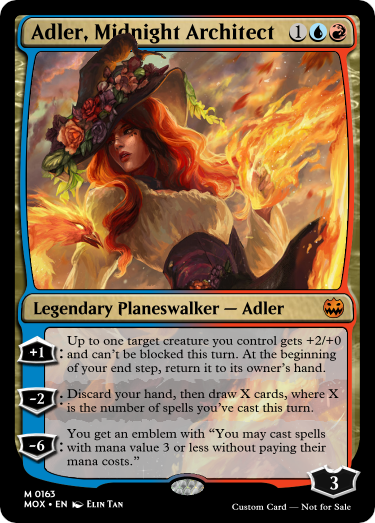 Adler, Midnight Architect 1
Legendary Planeswalker — Adler
+1: Up to one target creature you control gets +2/+0
and can't be blocked this turn. At the beginning
of your end step, return it to its owner's hand.
-2: Discard your hand, then draw X cards, where X
is the number of spells you've cast this turn.
-6: You get an emblem with “You may cast spells
with mana value 3 or less without paying their
mana costs.”
3
M 0163
MOX • EN Elin Tan
Custom Card — Not for Sale